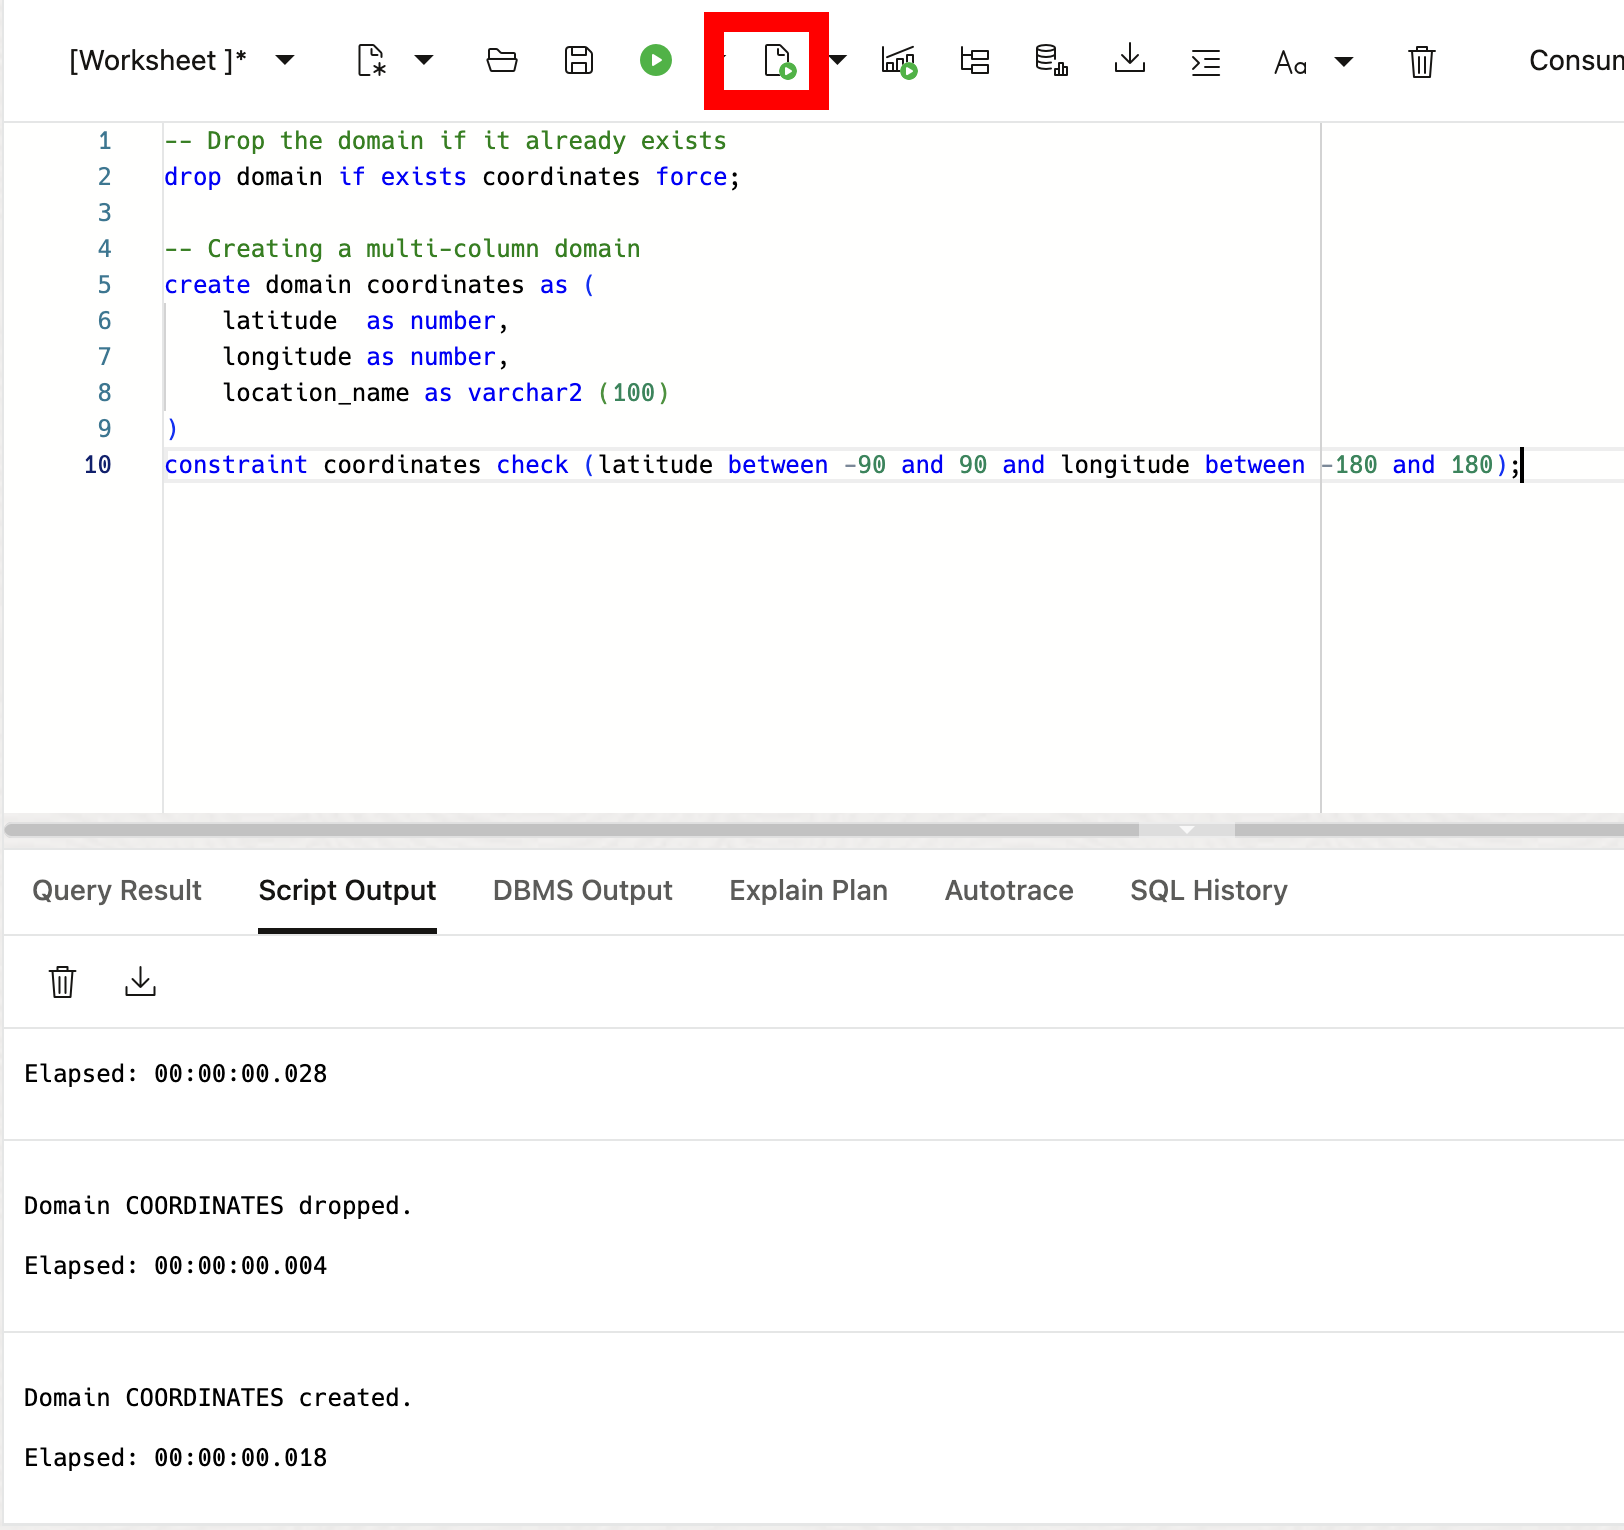 [Worksheet ]*
Aa
Consum
1 -- Drop the domain if it already exists
2 drop domain if exists coordinates force;
3
4 -- Creating a multi-column domain
5 create domain coordinates as (
6     latitude  as number,
7     longitude as number,
8     location_name as varchar2 (100)
9 )
10 constraint coordinates check (latitude between -90 and 90 and longitude between -180 and 180);
Query Result Script Output DBMS Output Explain Plan Autotrace SQL History
Elapsed: 00:00:00.028
Domain COORDINATES dropped.
Elapsed: 00:00:00.004
Domain COORDINATES created.
Elapsed: 00:00:00.018